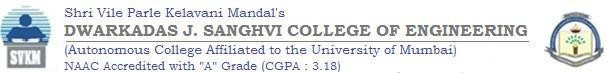 Shri Vile Parle Kelavani Mandal's
DWARKADAS J. SANGHVI COLLEGE OF ENGINEERING
(Autonomous College Affiliated to the University of Mumbai)
NAAC Accredited with "A" Grade (CGPA : 3.18)
SVKM